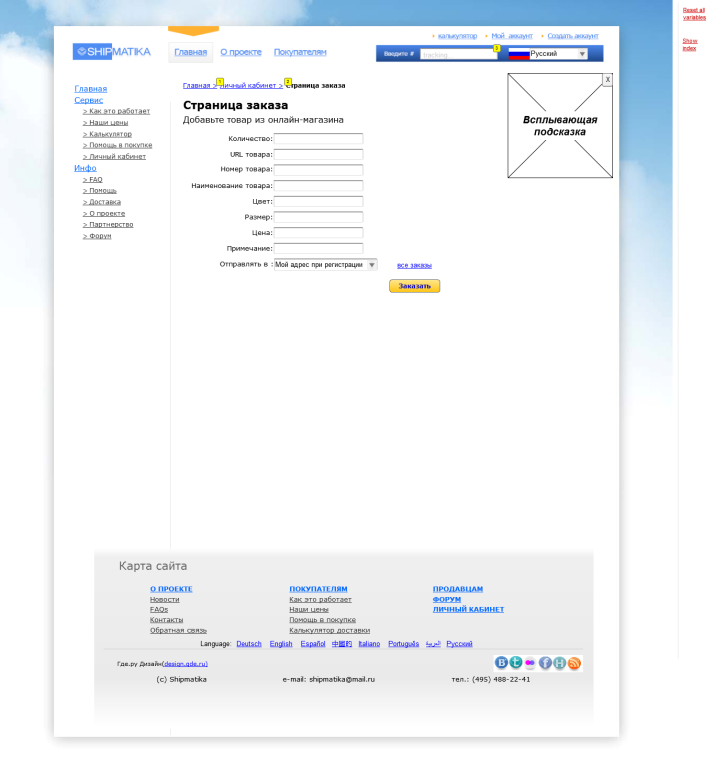 Reset all variables
Show index
калькулятор Мой аккаунт Создать аккаунт
SHIPMATIKA Главная О проекте Покупателям Введите # tracking 3 Русский
Главная > 1 Личный кабинет > 2 Страница заказа
Главная
Сервис
> Как это работает
> Наши цены
> Калькулятор
> Помощь в покупке
> Личный кабинет
Инфо
> FAQ
> Помощь
> Доставка
> О проекте
> Партнерство
> Форум
Страница заказа
Добавьте товар из онлайн-магазина
Количество:
URL товара:
Номер товара:
Наименование товара:
Цвет:
Размер:
Цена:
Примечание:
Отправлять в : Мой адрес при регистрации все заказы
Заказать
X
Всплывающая
подсказка
Карта сайта
О ПРОЕКТЕ
Новости
FAQs
Контакты
Обратная связь
ПОКУПАТЕЛЯМ
Как это работает
Наши цены
Помощь в покупке
Калькулятор доставки
ПРОДАВЦАМ
ФОРУМ
ЛИЧНЫЙ КАБИНЕТ
Language: Deutsch English Español 中國的 Italiano Português Русский
Где.ру Дизайн(design.gde.ru)
(c) Shipmatika e-mail: shipmatika@mail.ru тел.: (495) 488-22-41